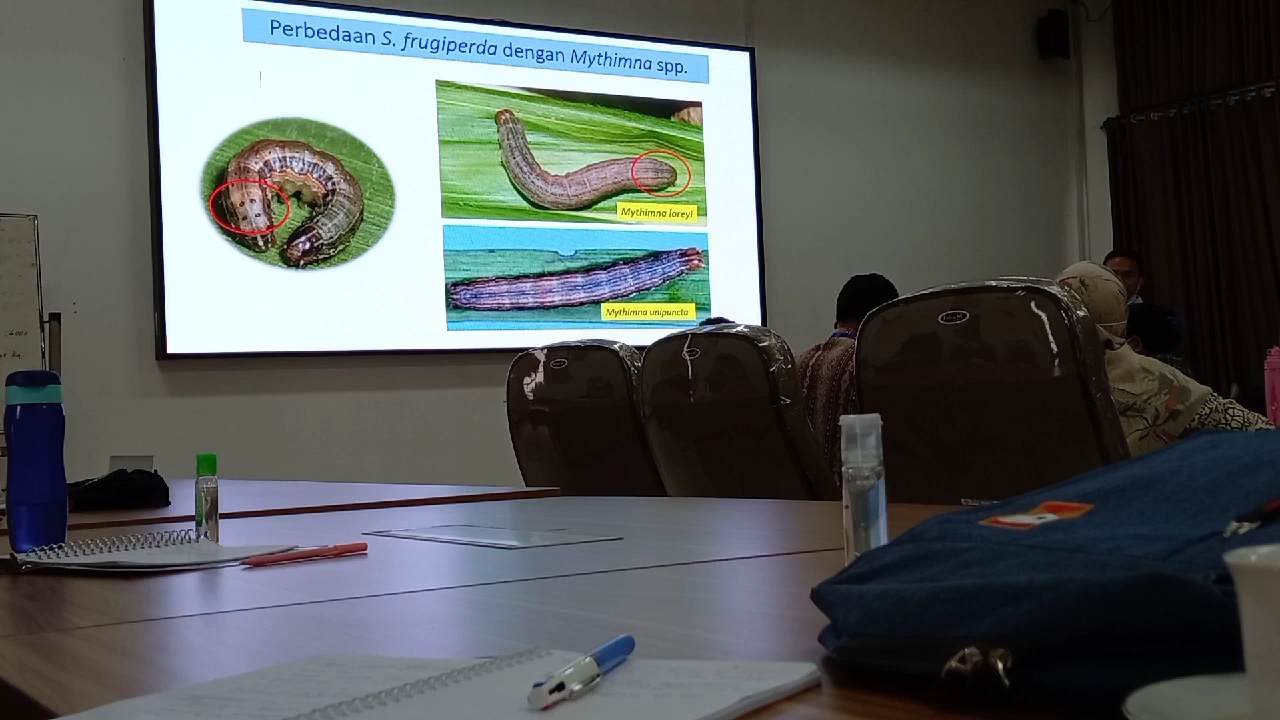 Perbedaan S. frugiperda dengan Mythimna spp.
Mythimna loreyi
Mythimna unipuncta